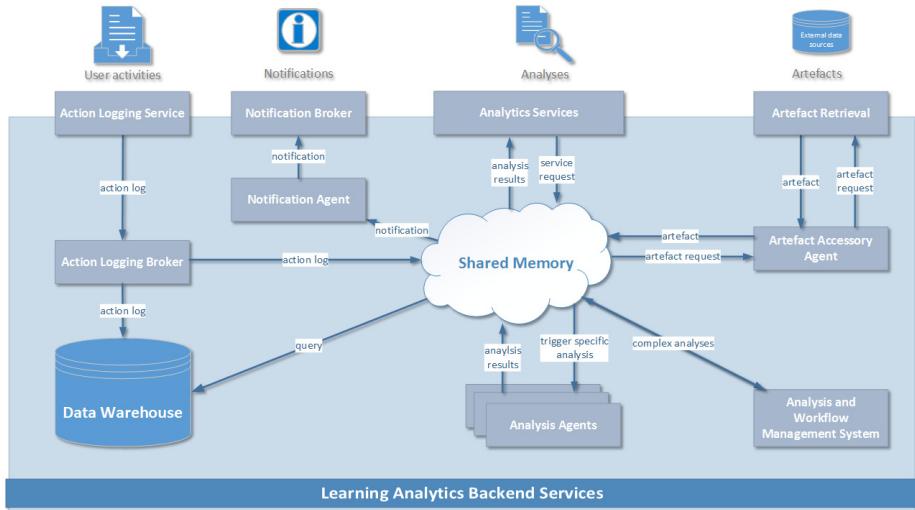 External data
sources
User activities
Notifications
Analyses
Artefacts
Action Logging Service
Notification Broker
Analytics Services
Artefact Retrieval
action log
notification
analysis
results
service
request
artefact
artefact
request
Notification Agent
notification
artefact
Action Logging Broker
action log
Shared Memory
artefact request
Artefact Accessory
Agent
action log
query
anaylsis
results
trigger specific
analysis
complex analyses
Data Warehouse
Analysis Agents
Analysis and
Workflow
Management System
Learning Analytics Backend Services